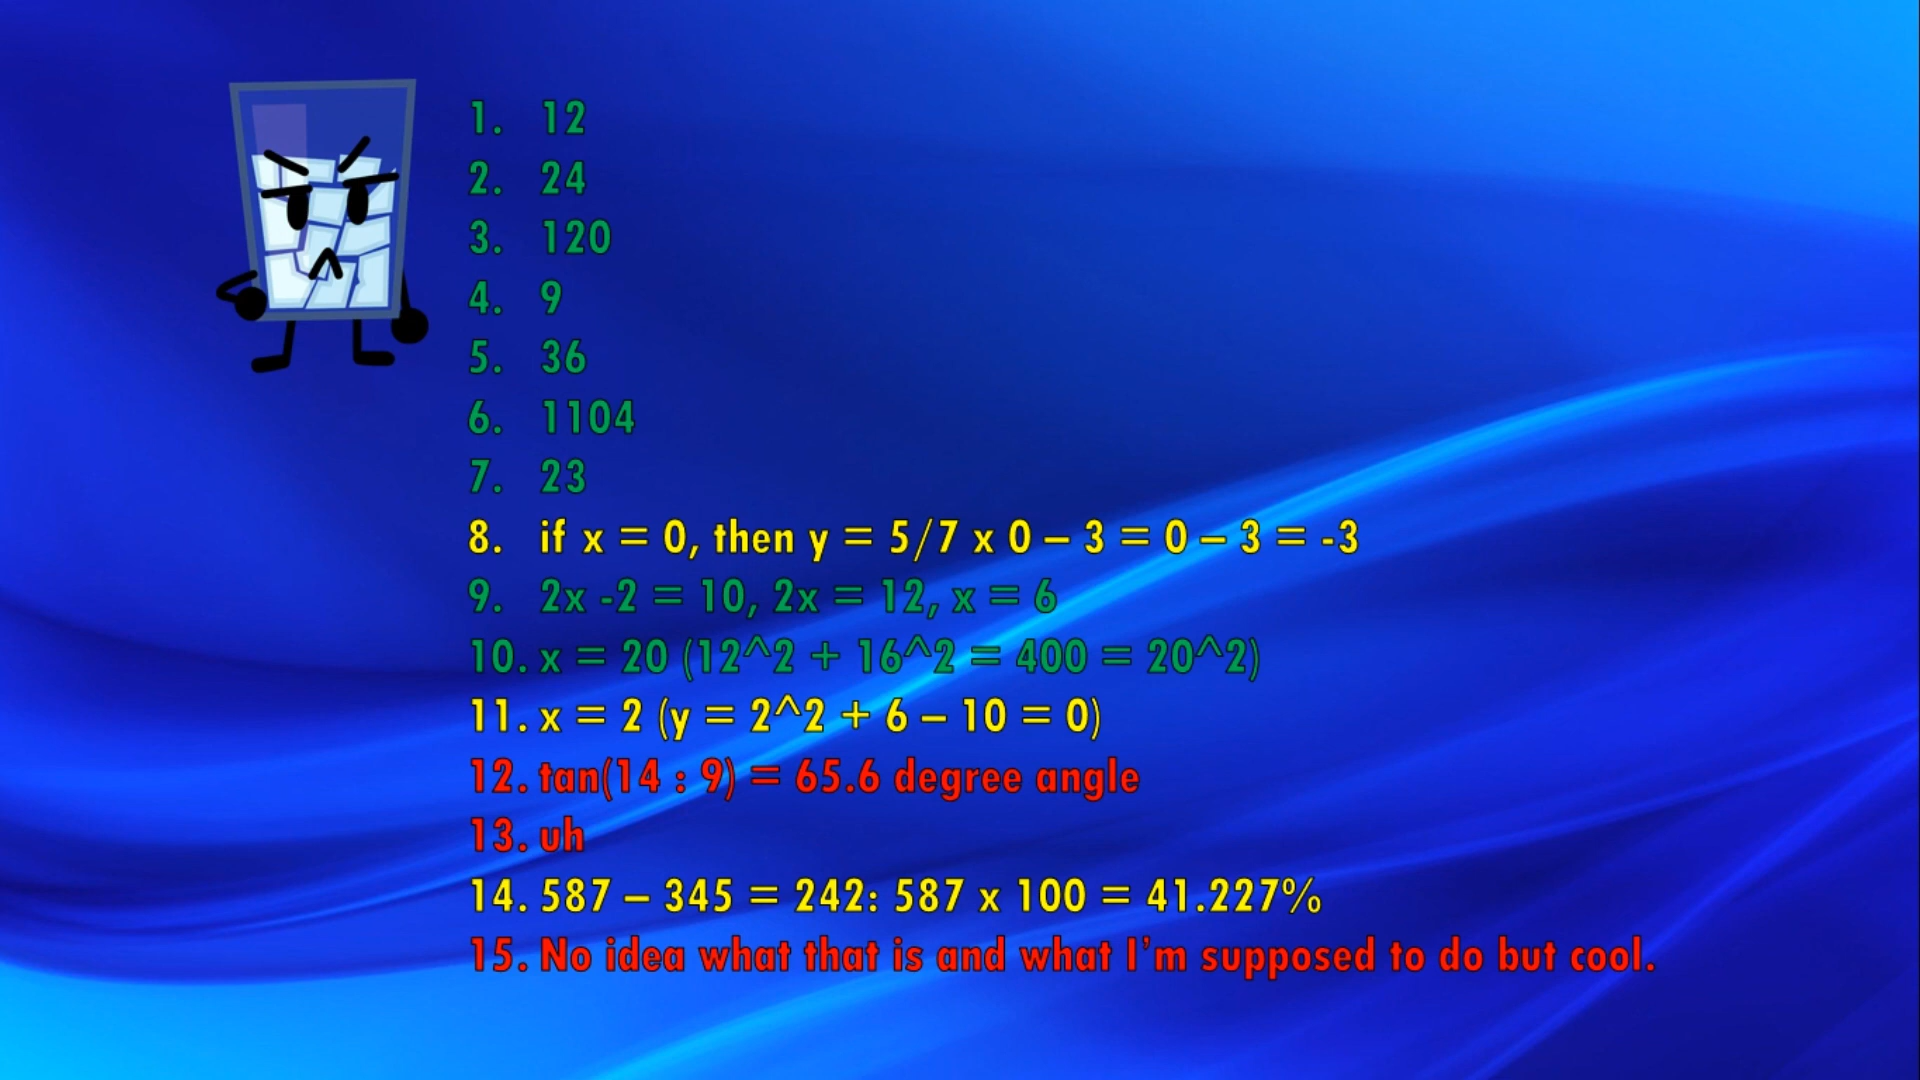 1. 12
2. 24
3. 120
4. 9
5. 36
6. 1104
7. 23
8. if x = 0, then y = 5/7 x 0 – 3 = 0 – 3 = -3
9. 2x -2 = 10, 2x = 12, x = 6
10. x = 20 (12^2 + 16^2 = 400 = 20^2)
11. x = 2 (y = 2^2 + 6 – 10 = 0)
12. tan(14 : 9) = 65.6 degree angle
13. uh
14. 587 – 345 = 242: 587 x 100 = 41.227%
15. No idea what that is and what I’m supposed to do but cool.